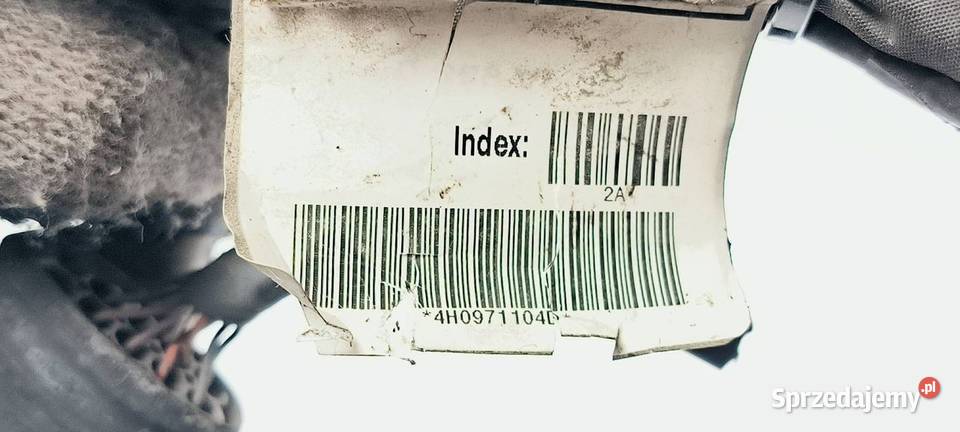 Index:
2A
*4H0971104D
Sprzedajemy.pl